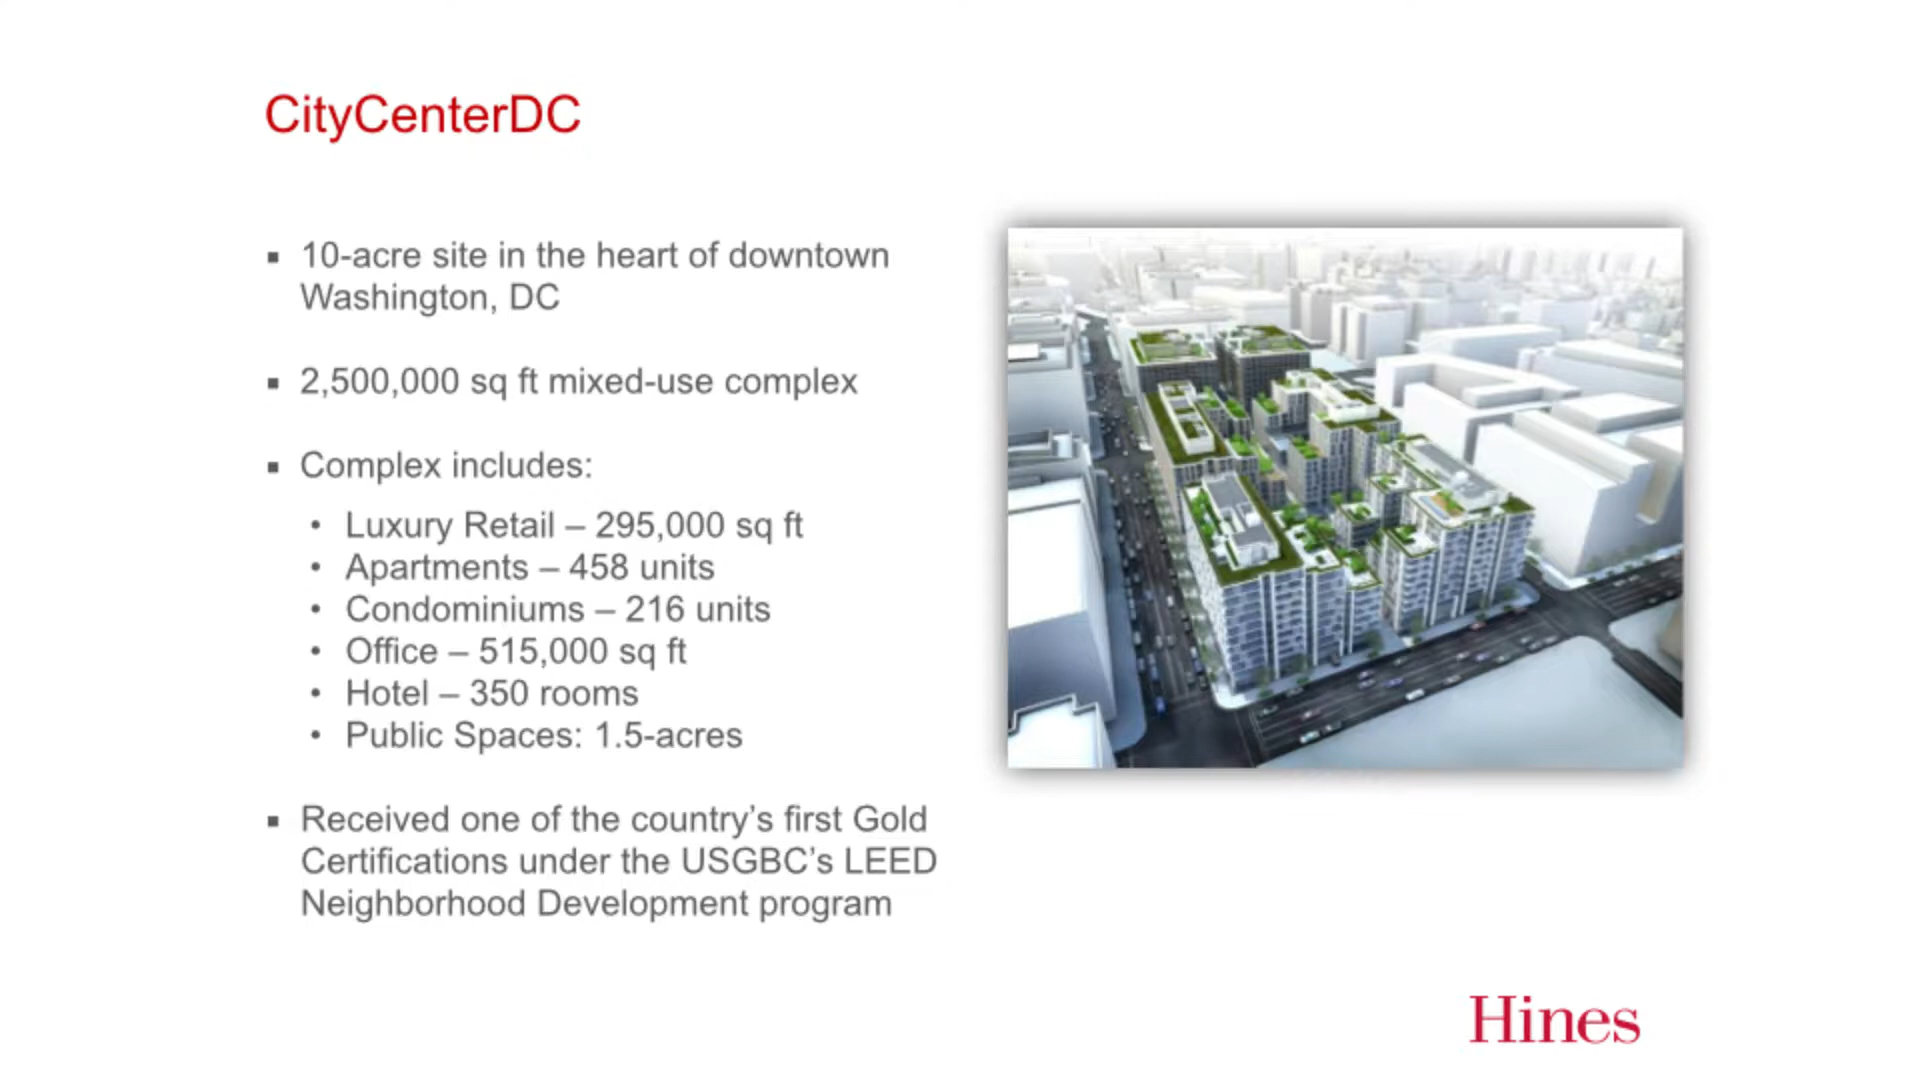 CityCenterDC
▪ 10-acre site in the heart of downtown
Washington, DC
▪ 2,500,000 sq ft mixed-use complex
▪ Complex includes:
• Luxury Retail – 295,000 sq ft
• Apartments – 458 units
• Condominiums – 216 units
• Office – 515,000 sq ft
• Hotel – 350 rooms
• Public Spaces: 1.5-acres
▪ Received one of the country’s first Gold
Certifications under the USGBC’s LEED
Neighborhood Development program
Hines